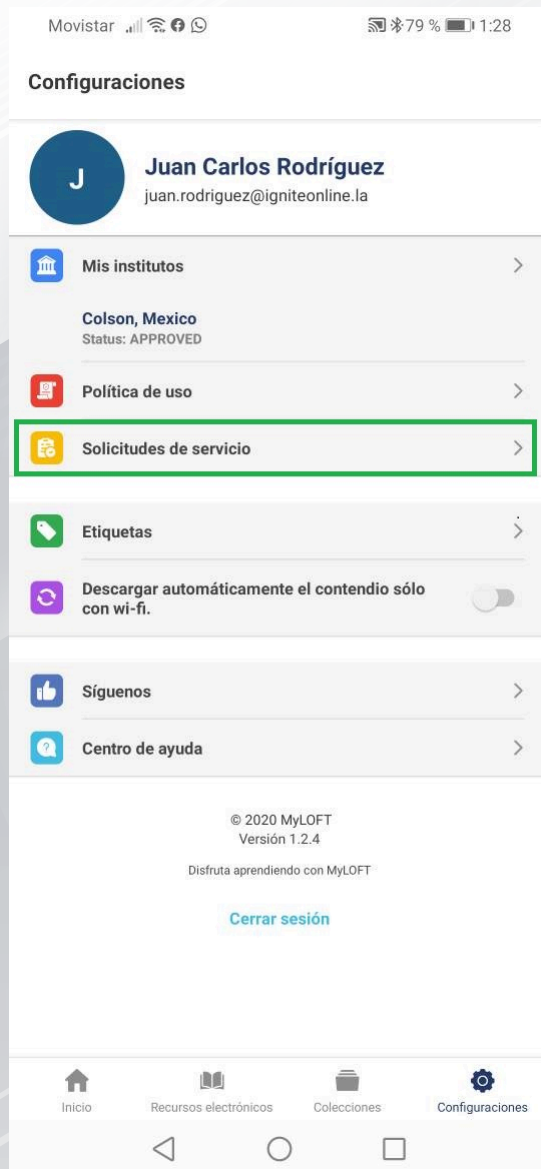 Movistar 79 % 1:28
Configuraciones
J
Juan Carlos Rodríguez
juan.rodriguez@igniteonline.la
Mis institutos
Colson, Mexico
Status: APPROVED
Política de uso
Solicitudes de servicio
Etiquetas
Descargar automáticamente el contendio sólo
con wi-fi.
Síguenos
Centro de ayuda
© 2020 MyLOFT
Versión 1.2.4
Disfruta aprendiendo con MyLOFT
Cerrar sesión
Inicio Recursos electrónicos Colecciones Configuraciones